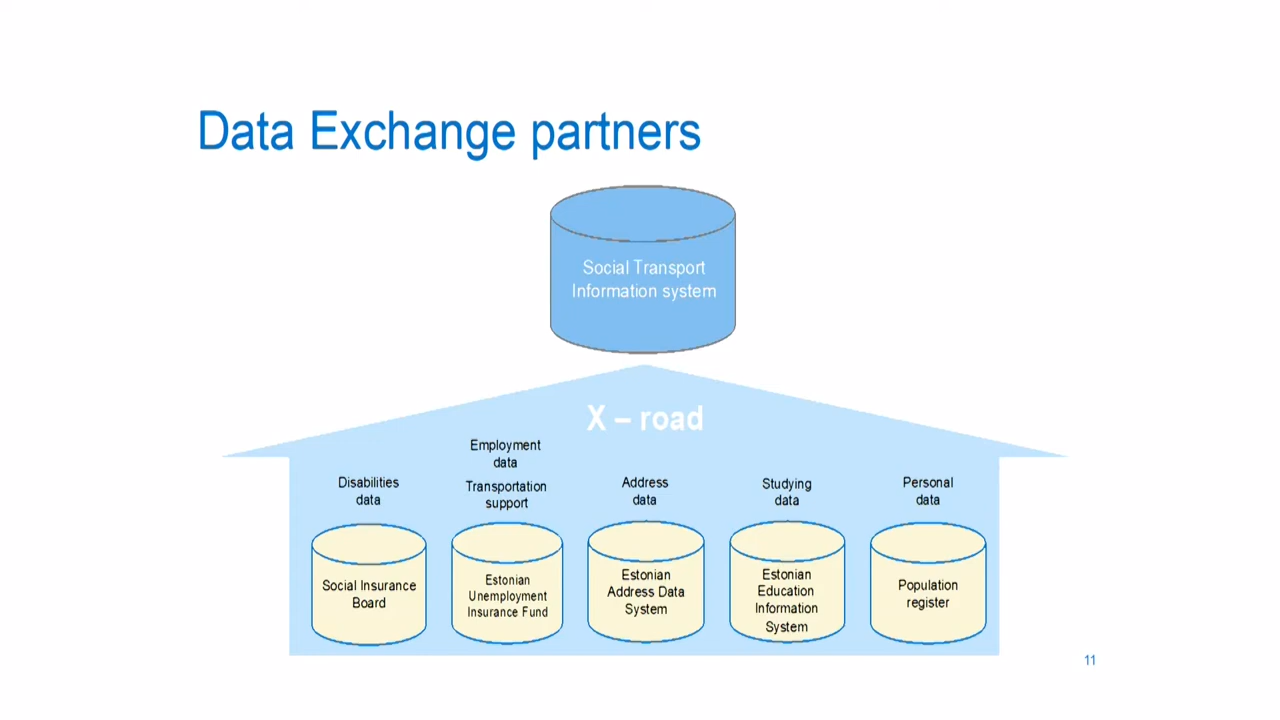 Data Exchange partners
Social Transport
Information system
X – road
Disabilities
data
Employment
data
Transportation
support
Address
data
Studying
data
Personal
data
Social Insurance
Board
Estonian
Unemployment
Insurance Fund
Estonian
Address Data
System
Estonian
Education
Information
System
Population
register
11